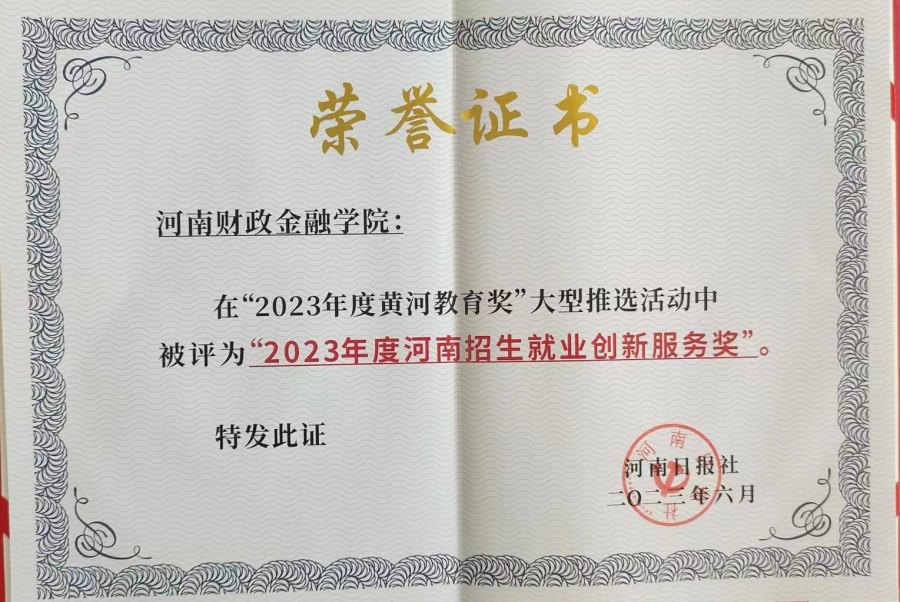 荣誉证书
河南财政金融学院：
在“2023年度黄河教育奖”大型推选活动中
被评为“2023年度河南招生就业创新服务奖”。
特发此证
河南日报社
二〇二三年六月